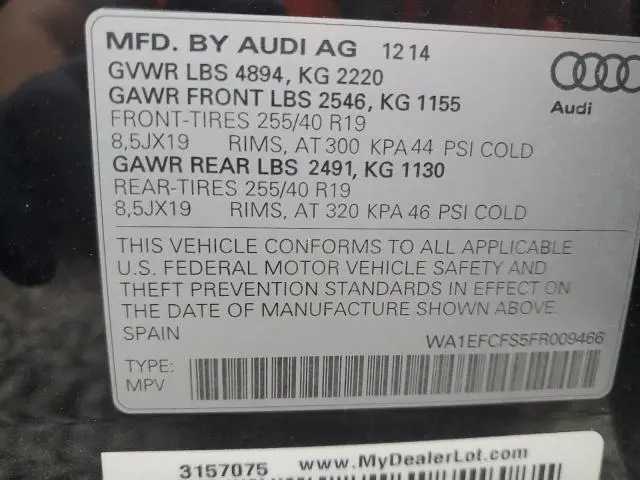 MFD. BY AUDI AG 12 14
GVWR LBS 4894, KG 2220
GAWR FRONT LBS 2546, KG 1155
FRONT-TIRES 255/40 R19
8,5JX19 RIMS, AT 300 KPA 44 PSI COLD
GAWR REAR LBS 2491, KG 1130
REAR-TIRES 255/40 R19
8,5JX19 RIMS, AT 320 KPA 46 PSI COLD
Audi
THIS VEHICLE CONFORMS TO ALL APPLICABLE
U.S. FEDERAL MOTOR VEHICLE SAFETY AND
THEFT PREVENTION STANDARDS IN EFFECT ON
THE DATE OF MANUFACTURE SHOWN ABOVE.
SPAIN
WA1EFCFS5FR009466
TYPE:
MPV
3157075 www.MyDealerLot.com